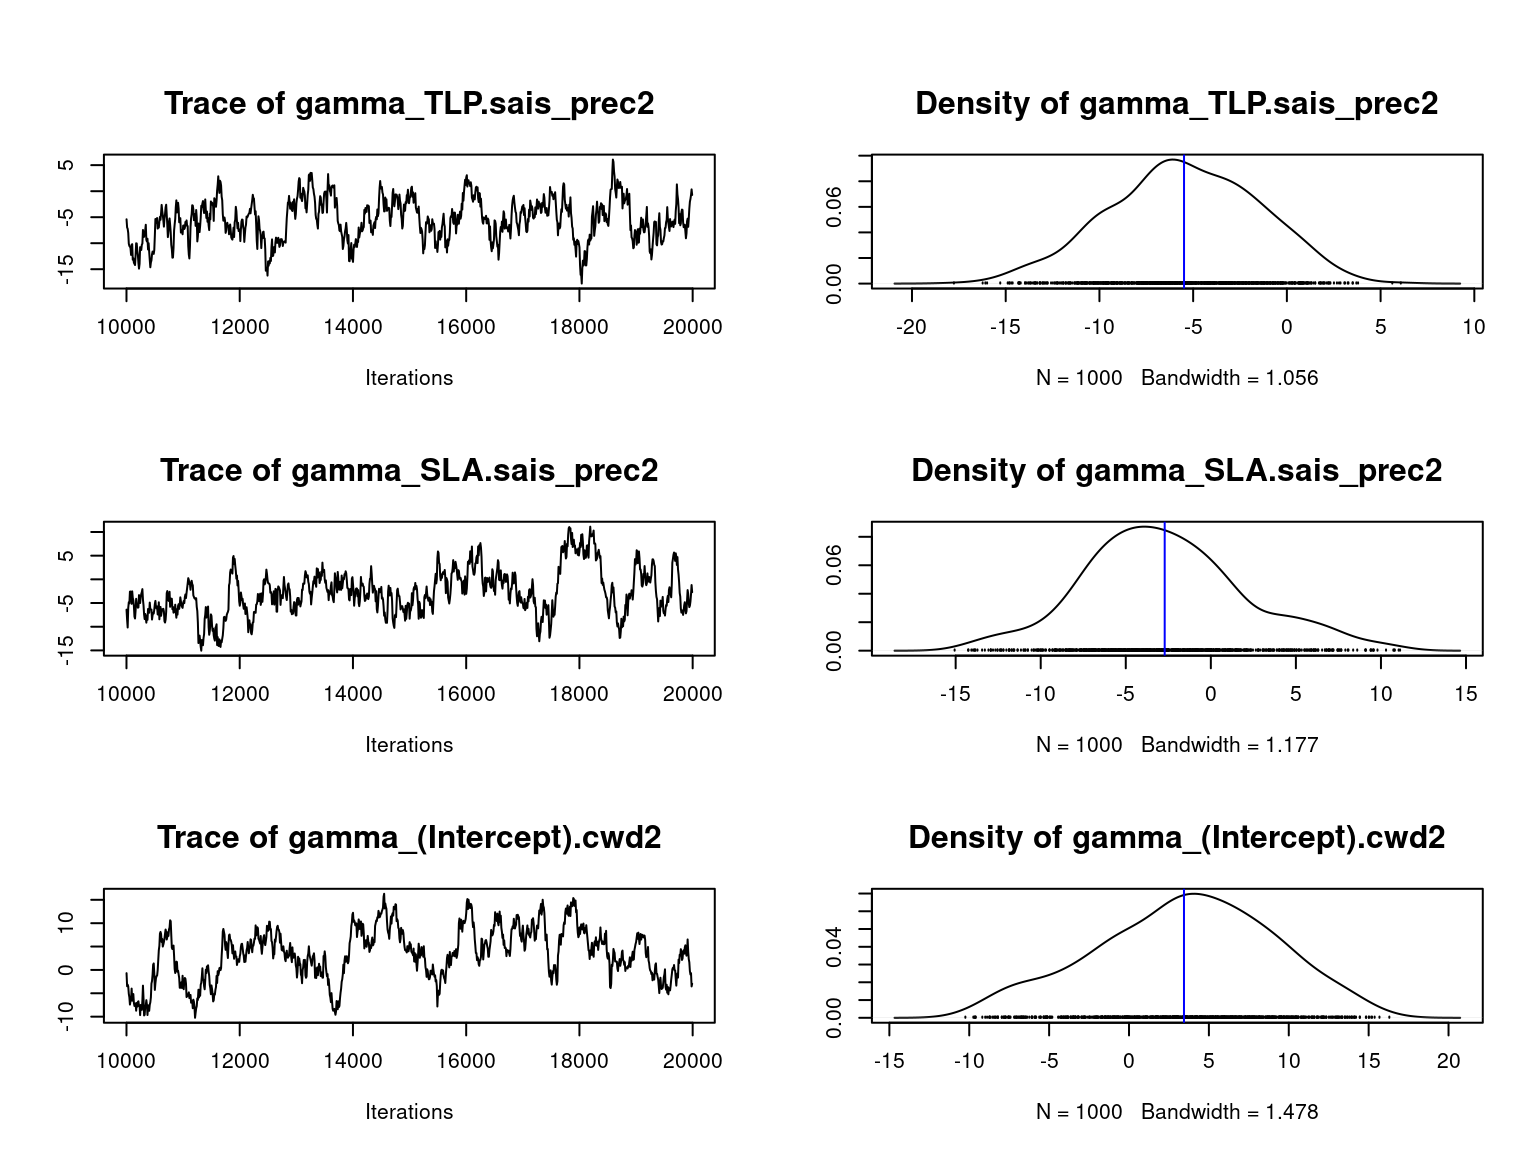 Trace of gamma_TLP.sais_prec2
5
-5
-15
10000 12000 14000 16000 18000 20000
Iterations
Density of gamma_TLP.sais_prec2
0.06
0.00
-20 -15 -10 -5 0 5 10
N = 1000 Bandwidth = 1.056
Trace of gamma_SLA.sais_prec2
5
-5
-15
10000 12000 14000 16000 18000 20000
Iterations
Density of gamma_SLA.sais_prec2
0.06
0.00
-15 -10 -5 0 5 10 15
N = 1000 Bandwidth = 1.177
Trace of gamma_(Intercept).cwd2
10
0
-10
10000 12000 14000 16000 18000 20000
Iterations
Density of gamma_(Intercept).cwd2
0.04
0.00
-15 -10 -5 0 5 10 15 20
N = 1000 Bandwidth = 1.478